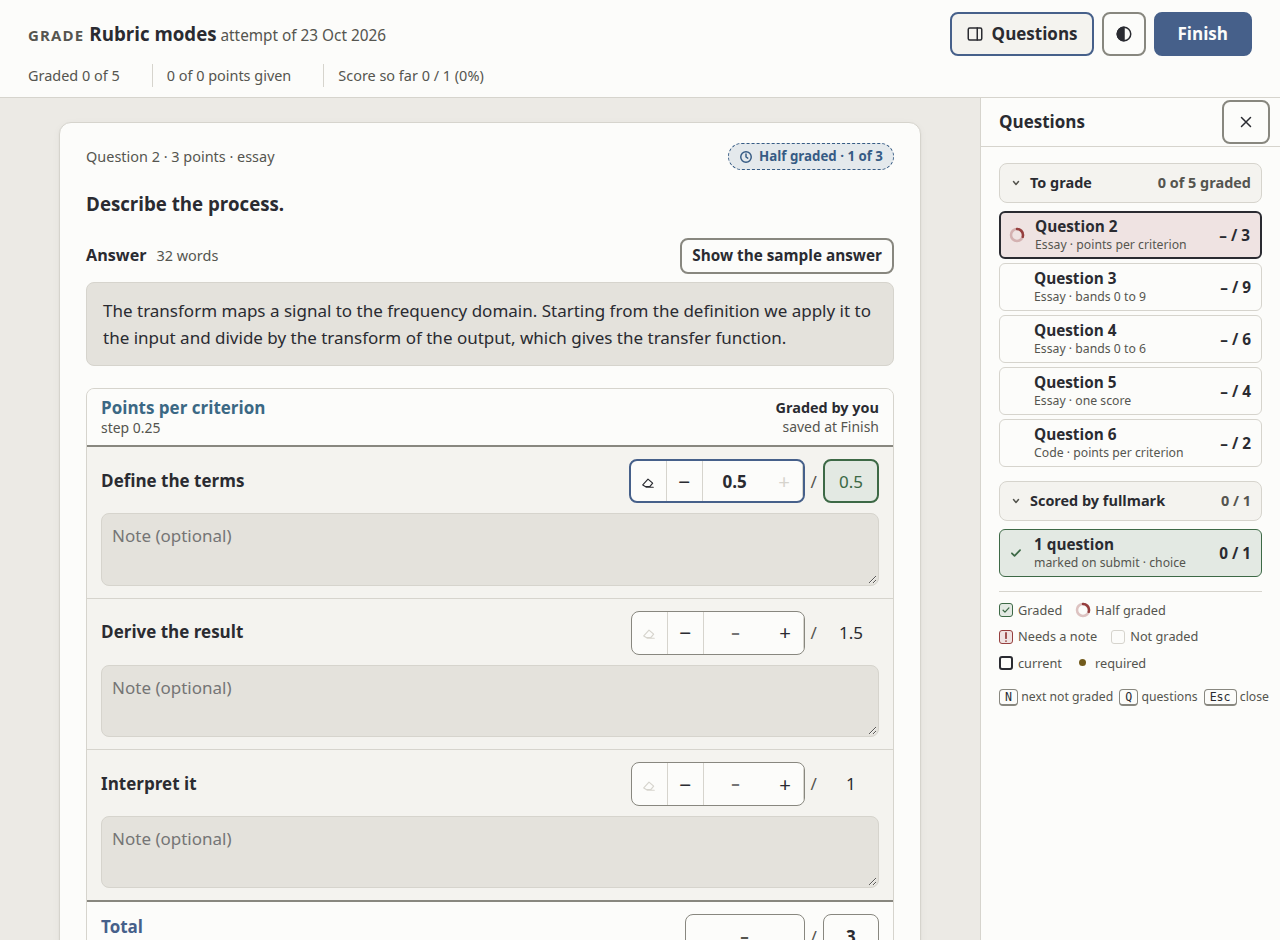 GRADE Rubric modes attempt of 23 Oct 2026
Questions
Finish
Graded 0 of 5
0 of 0 points given
Score so far 0 / 1 (0%)
Question 2 · 3 points · essay
Half graded · 1 of 3
Describe the process.
Answer 32 words
Show the sample answer
The transform maps a signal to the frequency domain. Starting from the definition we apply it to
the input and divide by the transform of the output, which gives the transfer function.
Points per criterion
step 0.25
Graded by you
saved at Finish
Define the terms
− 0.5 + / 0.5
Note (optional)
Derive the result
− – + / 1.5
Note (optional)
Interpret it
− – + / 1
Note (optional)
Total
– / 3
Questions
To grade 0 of 5 graded
Question 2
Essay · points per criterion
– / 3
Question 3
Essay · bands 0 to 9
– / 9
Question 4
Essay · bands 0 to 6
– / 6
Question 5
Essay · one score
– / 4
Question 6
Code · points per criterion
– / 2
Scored by fullmark 0 / 1
1 question
marked on submit · choice
0 / 1
Graded Half graded
! Needs a note Not graded
current required
N next not graded Q questions Esc close